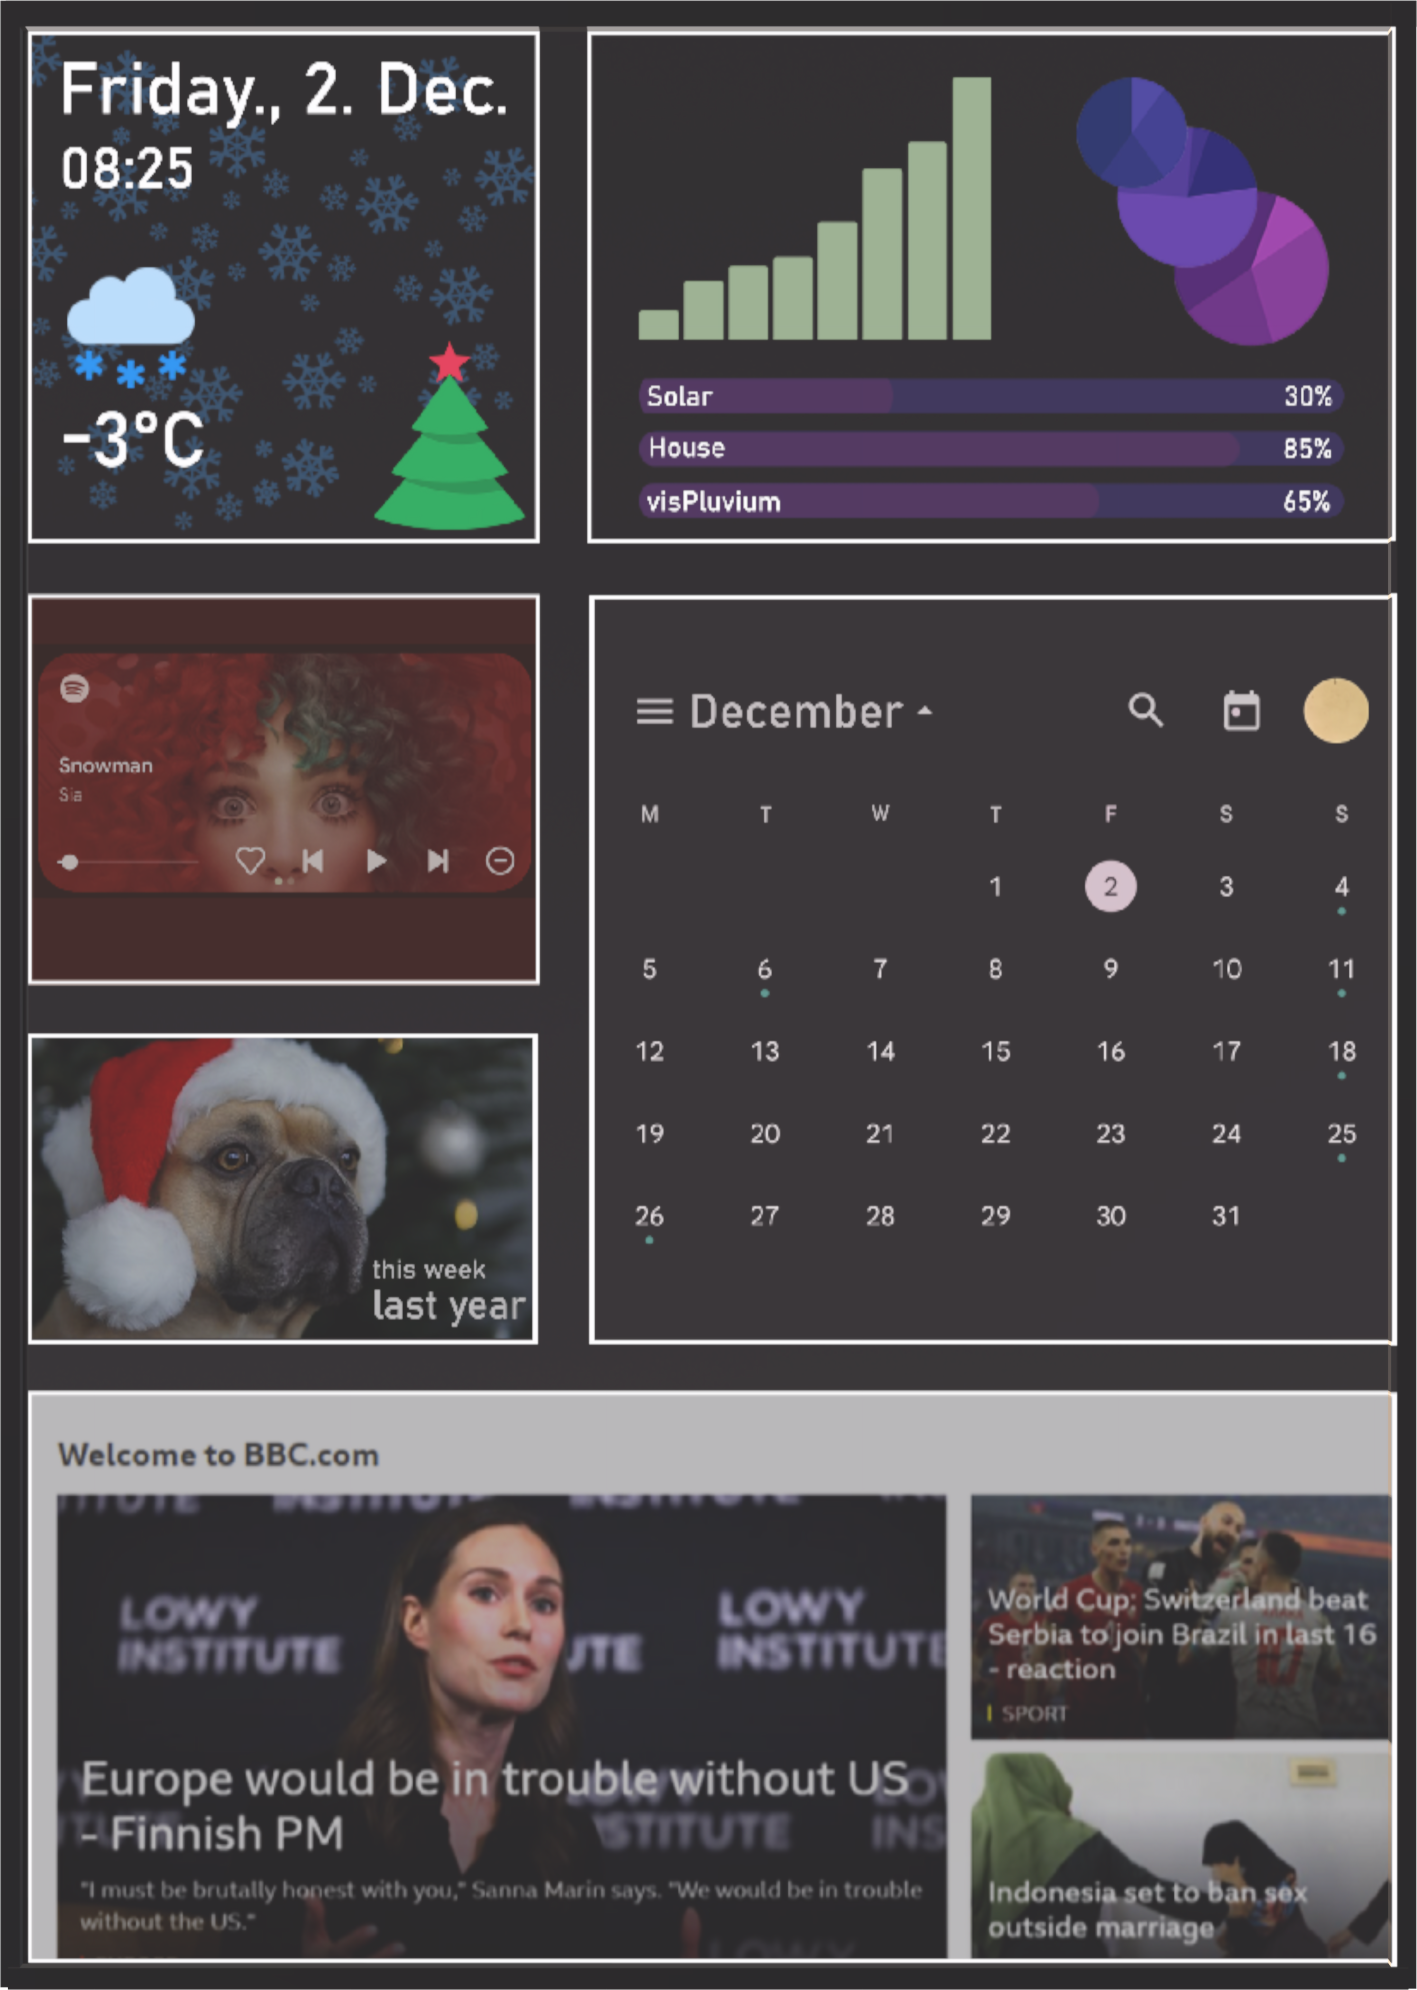 Friday., 2. Dec.
08:25
-3°C
Solar 30%
House 85%
visPluvium 65%
Snowman
Sia
December
M T W T F S S
1 2 3 4
5 6 7 8 9 10 11
12 13 14 15 16 17 18
19 20 21 22 23 24 25
26 27 28 29 30 31
this week
last year
Welcome to BBC.com
LOWY
INSTITUTE
LOWY
INSTITUTE
Europe would be in trouble without US
- Finnish PM
"I must be brutally honest with you," Sanna Marin says. "We would be in trouble
without the US."
World Cup: Switzerland beat
Serbia to join Brazil in last 16
- reaction
SPORT
Indonesia set to ban sex
outside marriage